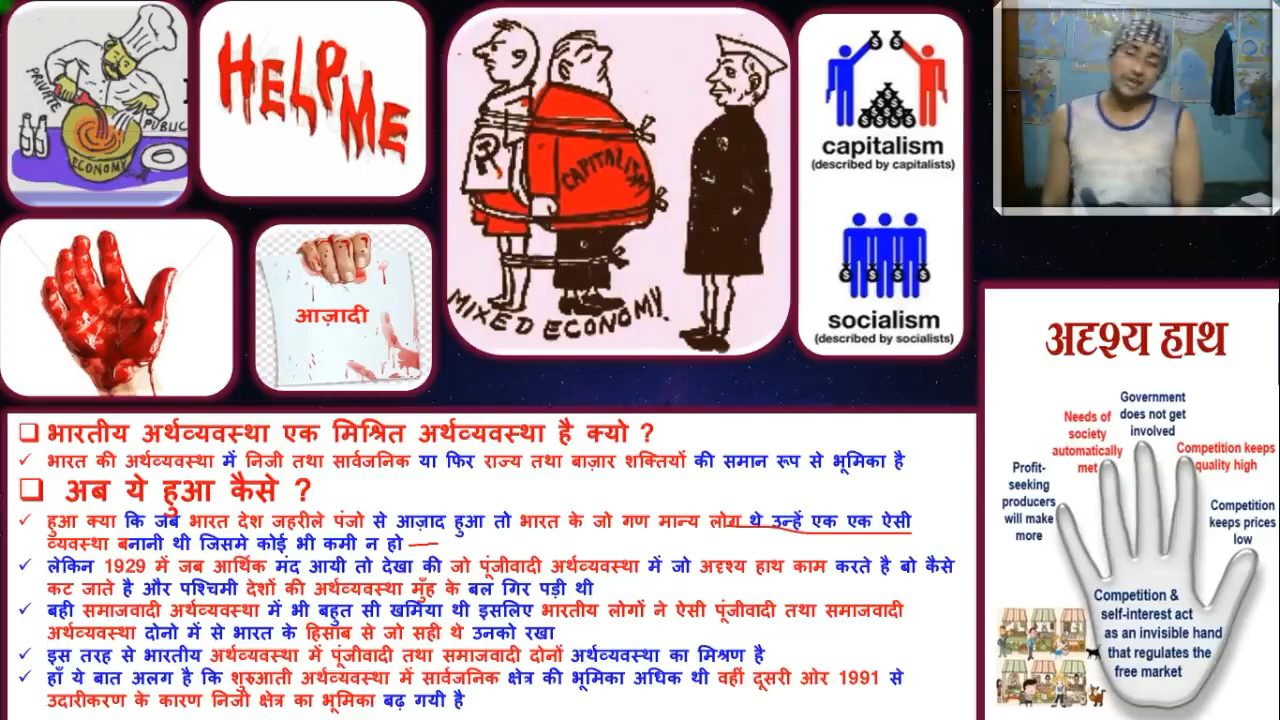 PRIVATE
PUBLIC
ECONOMY
HELP ME
CAPITALISM
MIXED ECONOMY.
capitalism
(described by capitalists)
socialism
(described by socialists)
आज़ादी
अदृश्य हाथ
Government
does not get
involved
Needs of
society
automatically
met
Competition keeps
quality high
Profit-
seeking
producers
will make
more
Competition
keeps prices
low
Competition &
self-interest act
as an invisible hand
that regulates the
free market
भारतीय अर्थव्यवस्था एक मिश्रित अर्थव्यवस्था है क्यो ?
भारत की अर्थव्यवस्था में निजी तथा सार्वजनिक या फिर राज्य तथा बाज़ार शक्तियों की समान रूप से भूमिका है
अब ये हुआ कैसे ?
हुआ क्या कि जब भारत देश जहरीले पंजो से आज़ाद हुआ तो भारत के जो गण मान्य लोग थे उन्हें एक एक ऐसी
व्यवस्था बनानी थी जिसमे कोई भी कमी न हो
लेकिन 1929 में जब आर्थिक मंद आयी तो देखा की जो पूंजीवादी अर्थव्यवस्था में जो अदृश्य हाथ काम करते है बो कैसे
कट जाते है और पश्चिमी देशों की अर्थव्यवस्था मुँह के बल गिर पड़ी थी
बही समाजवादी अर्थव्यवस्था में भी बहुत सी खमिया थी इसलिए भारतीय लोगों ने ऐसी पूंजीवादी तथा समाजवादी
अर्थव्यवस्था दोनो में से भारत के हिसाब से जो सही थे उनको रखा
इस तरह से भारतीय अर्थव्यवस्था में पूंजीवादी तथा समाजवादी दोनों अर्थव्यवस्था का मिश्रण है
हाँ ये बात अलग है कि शुरुआती अर्थव्यवस्था में सार्वजनिक क्षेत्र की भूमिका अधिक थी वहीं दूसरी ओर 1991 से
उदारीकरण के कारण निजी क्षेत्र का भूमिका बढ़ गयी है